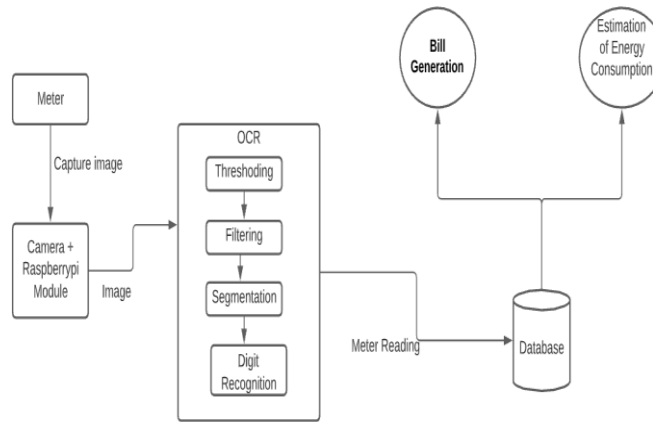 Meter
Capture image
Camera +
Raspberrypi
Module
Image
OCR
Threshoding
Filtering
Segmentation
Digit
Recognition
Meter Reading
Database
Bill
Generation
Estimation
of Energy
Consumption